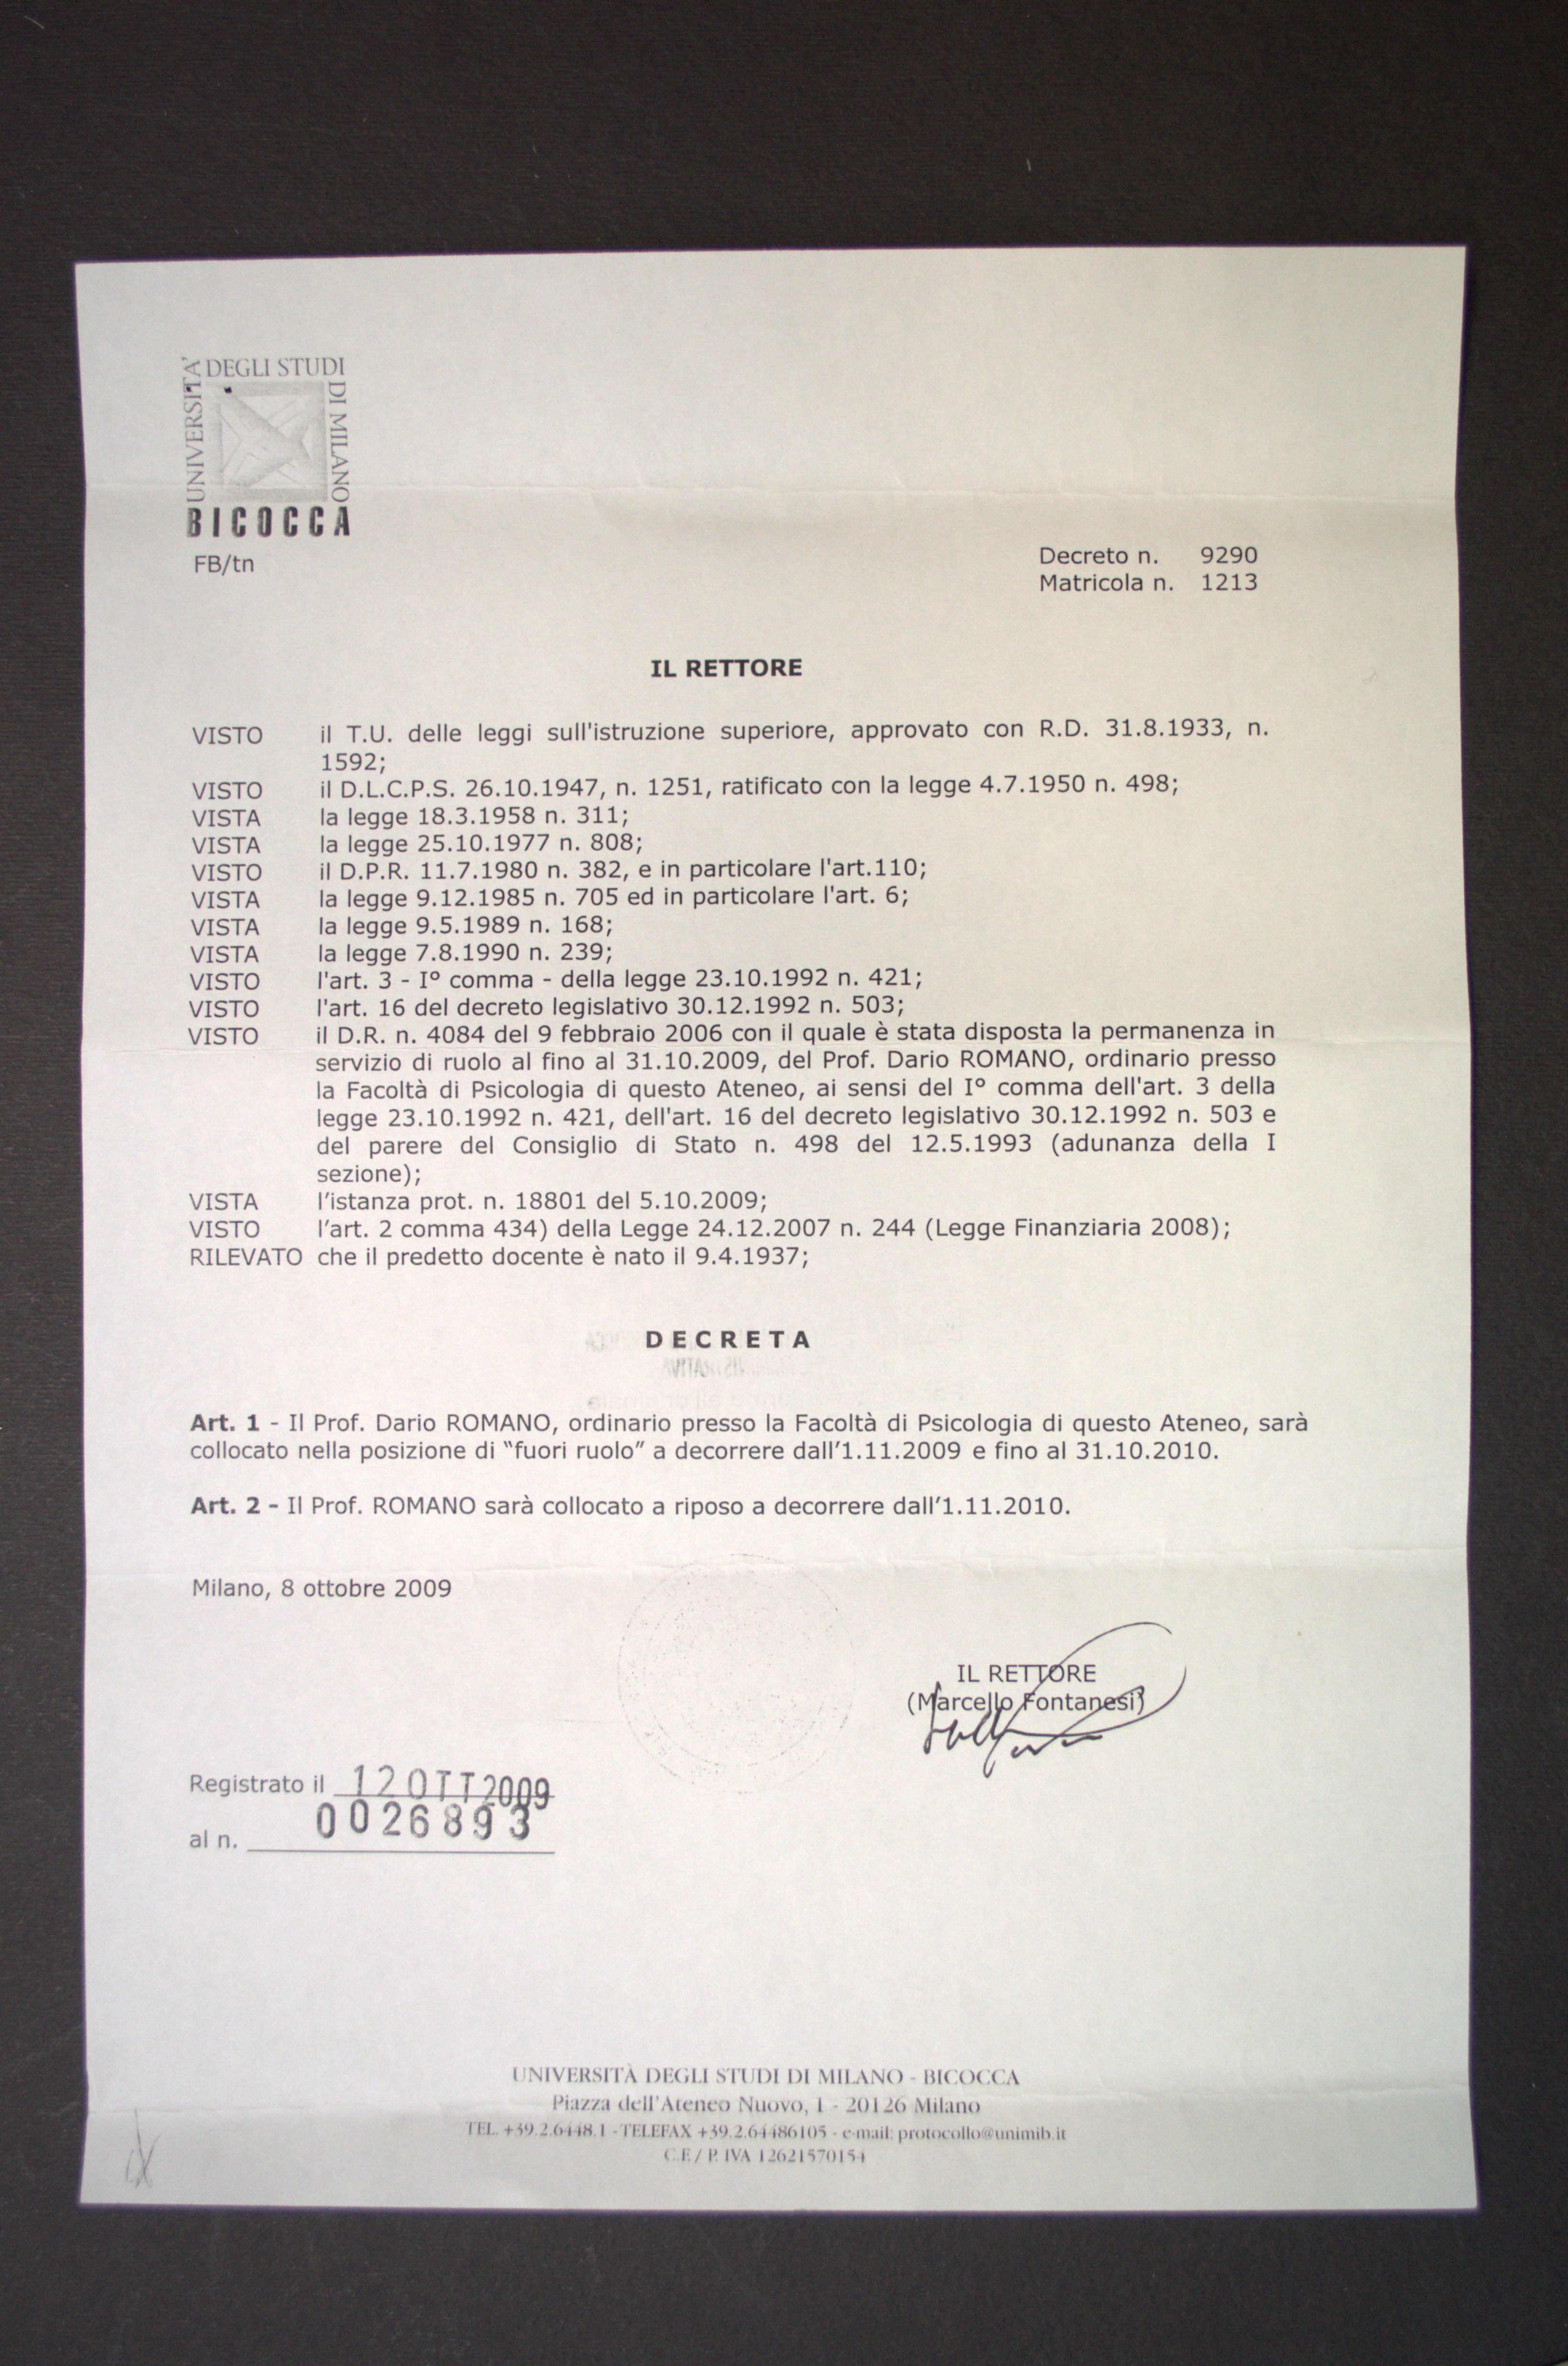 UNIVERSITA' DEGLI STUDI DI MILANO
BICOCCA
FB/tn
Decreto n. 9290
Matricola n. 1213
IL RETTORE
VISTO il T.U. delle leggi sull'istruzione superiore, approvato con R.D. 31.8.1933, n.
1592;
VISTO il D.L.C.P.S. 26.10.1947, n. 1251, ratificato con la legge 4.7.1950 n. 498;
VISTA la legge 18.3.1958 n. 311;
VISTA la legge 25.10.1977 n. 808;
VISTO il D.P.R. 11.7.1980 n. 382, e in particolare l'art.110;
VISTA la legge 9.12.1985 n. 705 ed in particolare l'art. 6;
VISTA la legge 9.5.1989 n. 168;
VISTA la legge 7.8.1990 n. 239;
VISTO l'art. 3 - I° comma - della legge 23.10.1992 n. 421;
VISTO l'art. 16 del decreto legislativo 30.12.1992 n. 503;
VISTO il D.R. n. 4084 del 9 febbraio 2006 con il quale è stata disposta la permanenza in
servizio di ruolo al fino al 31.10.2009, del Prof. Dario ROMANO, ordinario presso
la Facoltà di Psicologia di questo Ateneo, ai sensi del I° comma dell'art. 3 della
legge 23.10.1992 n. 421, dell'art. 16 del decreto legislativo 30.12.1992 n. 503 e
del parere del Consiglio di Stato n. 498 del 12.5.1993 (adunanza della I
sezione);
VISTA l’istanza prot. n. 18801 del 5.10.2009;
VISTO l’art. 2 comma 434) della Legge 24.12.2007 n. 244 (Legge Finanziaria 2008);
RILEVATO che il predetto docente è nato il 9.4.1937;
DECRETA
Art. 1 - Il Prof. Dario ROMANO, ordinario presso la Facoltà di Psicologia di questo Ateneo, sarà
collocato nella posizione di “fuori ruolo” a decorrere dall’1.11.2009 e fino al 31.10.2010.
Art. 2 - Il Prof. ROMANO sarà collocato a riposo a decorrere dall’1.11.2010.
Milano, 8 ottobre 2009
IL RETTORE
(Marcello Fontanesi)
Registrato il 12 OTT 2009
al n. 0026893
UNIVERSITÀ DEGLI STUDI DI MILANO - BICOCCA
Piazza dell'Ateneo Nuovo, 1 - 20126 Milano
TEL. +39.2.6448.1 - TELEFAX +39.2.64486105 - e-mail: protocollo@unimib.it
C.F. / P. IVA 12621570154